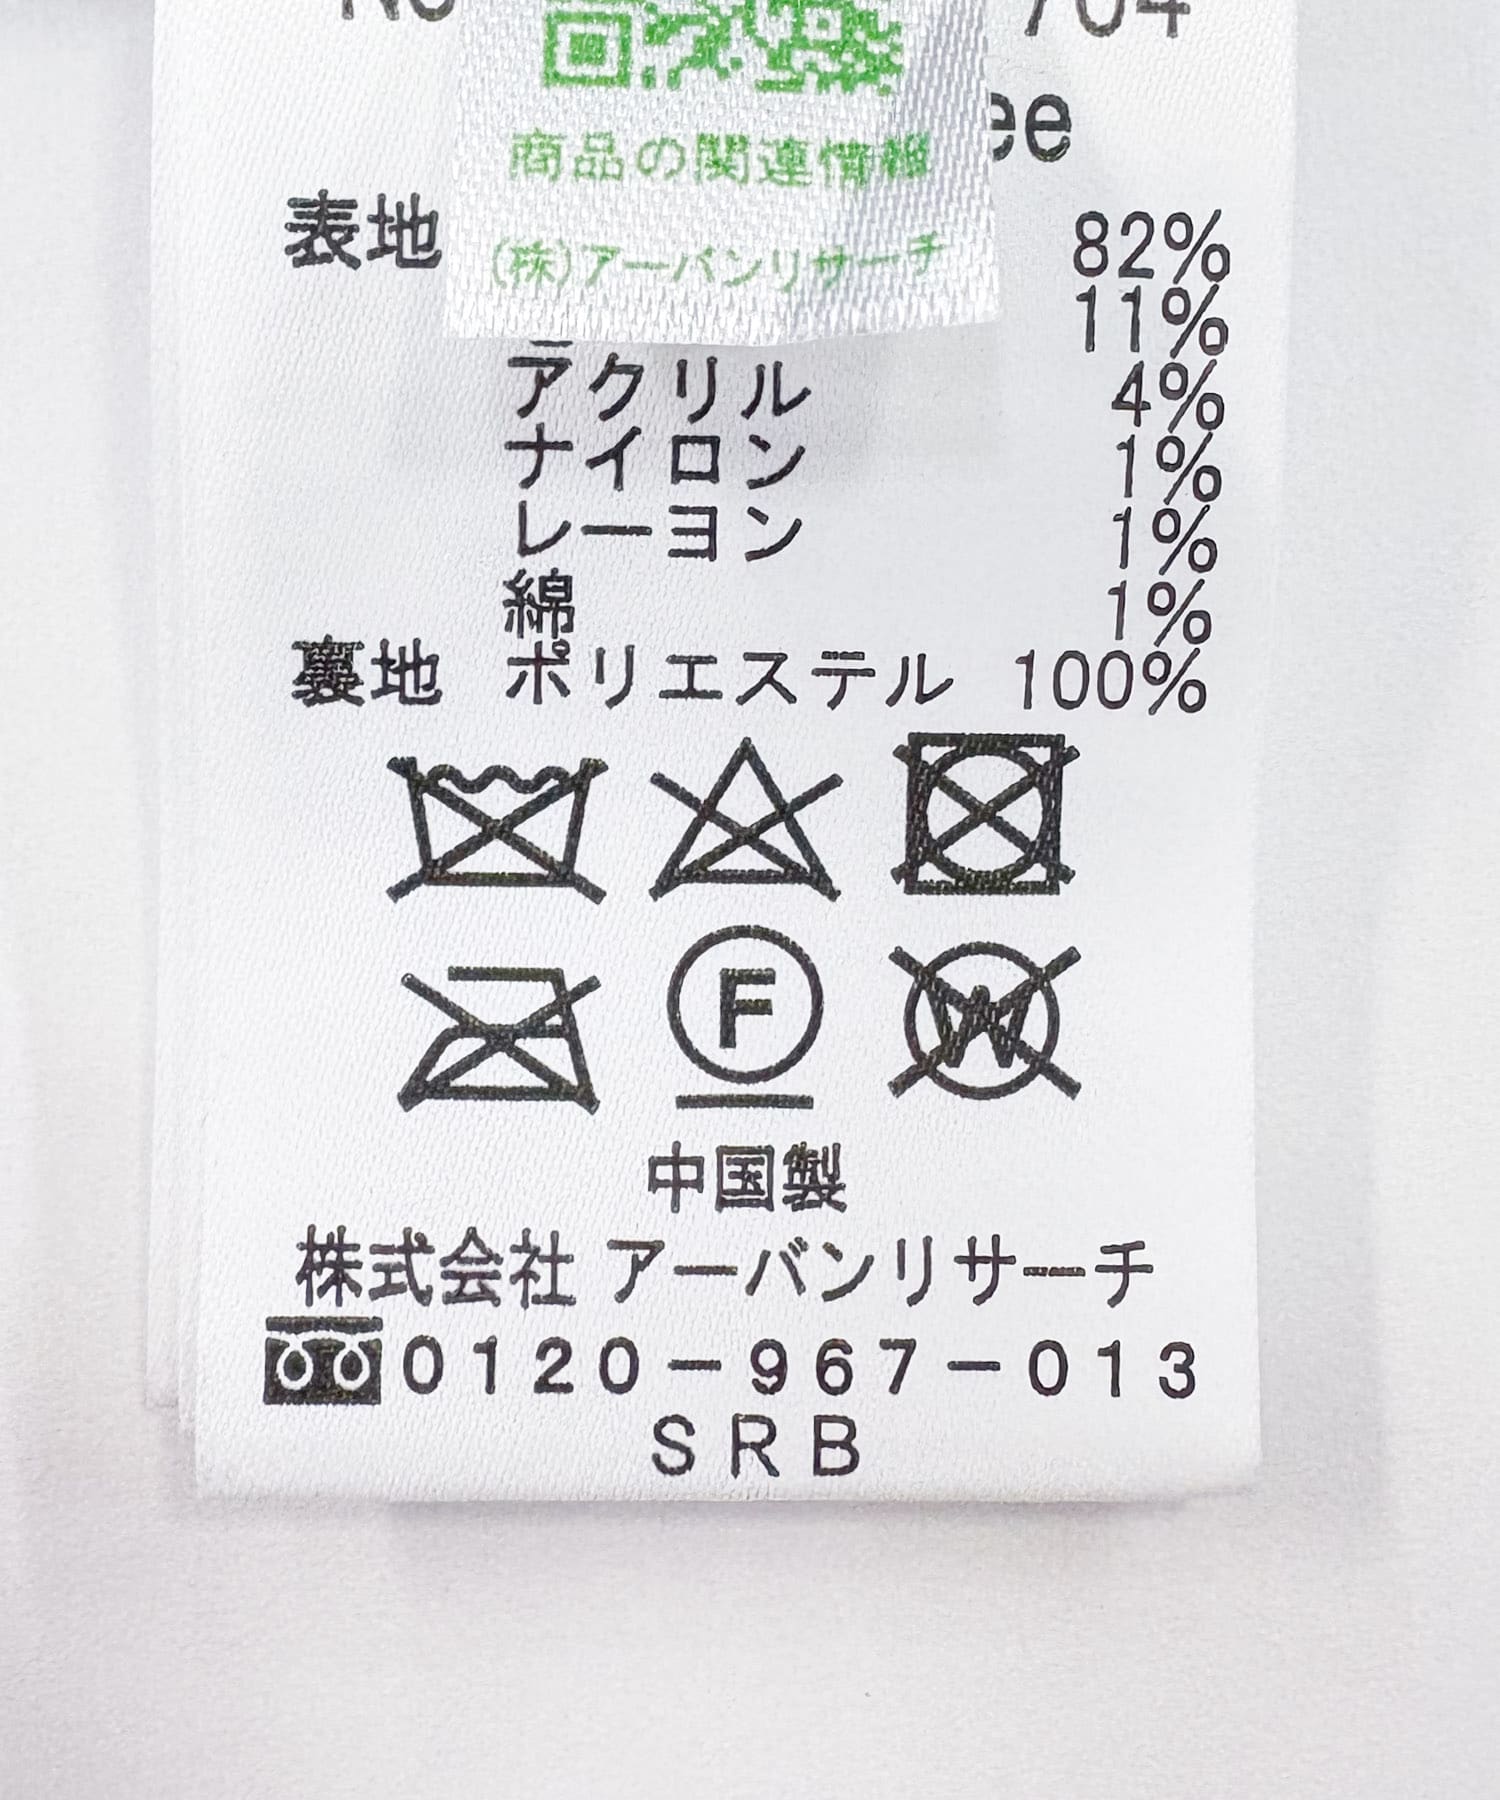 商品の関連情報
(株)アーバンリサーチ
表地 82%
11%
アクリル 4%
ナイロン 1%
レーヨン 1%
綿 1%
裏地 ポリエステル 100%
F
W
中国製
株式会社 アーバンリサーチ
0120-967-013
SRB